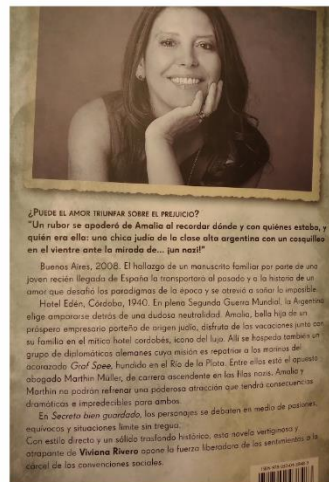 ¿PUEDE EL AMOR TRIUNFAR SOBRE EL PREJUICIO?
"Un rubor se apoderó de Amalia al recordar dónde y con quiénes estaba, y
quién era ella: una chica judía de la clase alta argentina con un cosquilleo
en el vientre ante la mirada de... ¡un nazi!"
Buenos Aires, 2008. El hallazgo de un manuscrito familiar por parte de una
joven recién llegada de España la transportará al pasado y a la historia de un
amor que desafió los paradigmas de la época y se atrevió a soñar lo imposible.
Hotel Edén, Córdoba, 1940. En plena Segunda Guerra Mundial, la Argentina
elige ampararse detrás de una dudosa neutralidad. Amalia, bella hija de un
próspero empresario porteño de origen judío, disfruta de las vacaciones junto con
su familia en el mítico hotel cordobés, ícono del lujo. Allí se hospeda también un
grupo de diplomáticos alemanes cuya misión es repatriar a los marinos del
acorazado Graf Spee, hundido en el Río de la Plata. Entre ellos está el apuesto
abogado Marthin Müller, de carrera ascendente en las filas nazis. Amalia y
Marthin no podrán refrenar una poderosa atracción que tendrá consecuencias
dramáticas e impredecibles para ambos.
En Secreto bien guardado, los personajes se debaten en medio de pasiones,
equívocos y situaciones límite sin tregua.
Con estilo directo y un sólido trasfondo histórico, esta novela vertiginosa y
atrapante de Viviana Rivero opone la fuerza liberadora de los sentimientos a la
cárcel de las convenciones sociales.